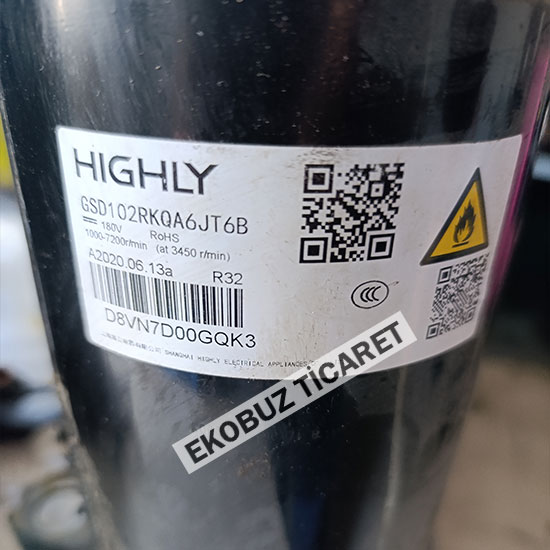 HIGHLY
GSD102RKQA6JT6B
180V RoHS
1000-7200r/min (at 3450 r/min)
A2020.06.13a R32
D8VN7D00GQK3
SHANGHAI HIGHLY ELECTRICAL APPLIANCES
CCC
EKOBUZ TİCARET